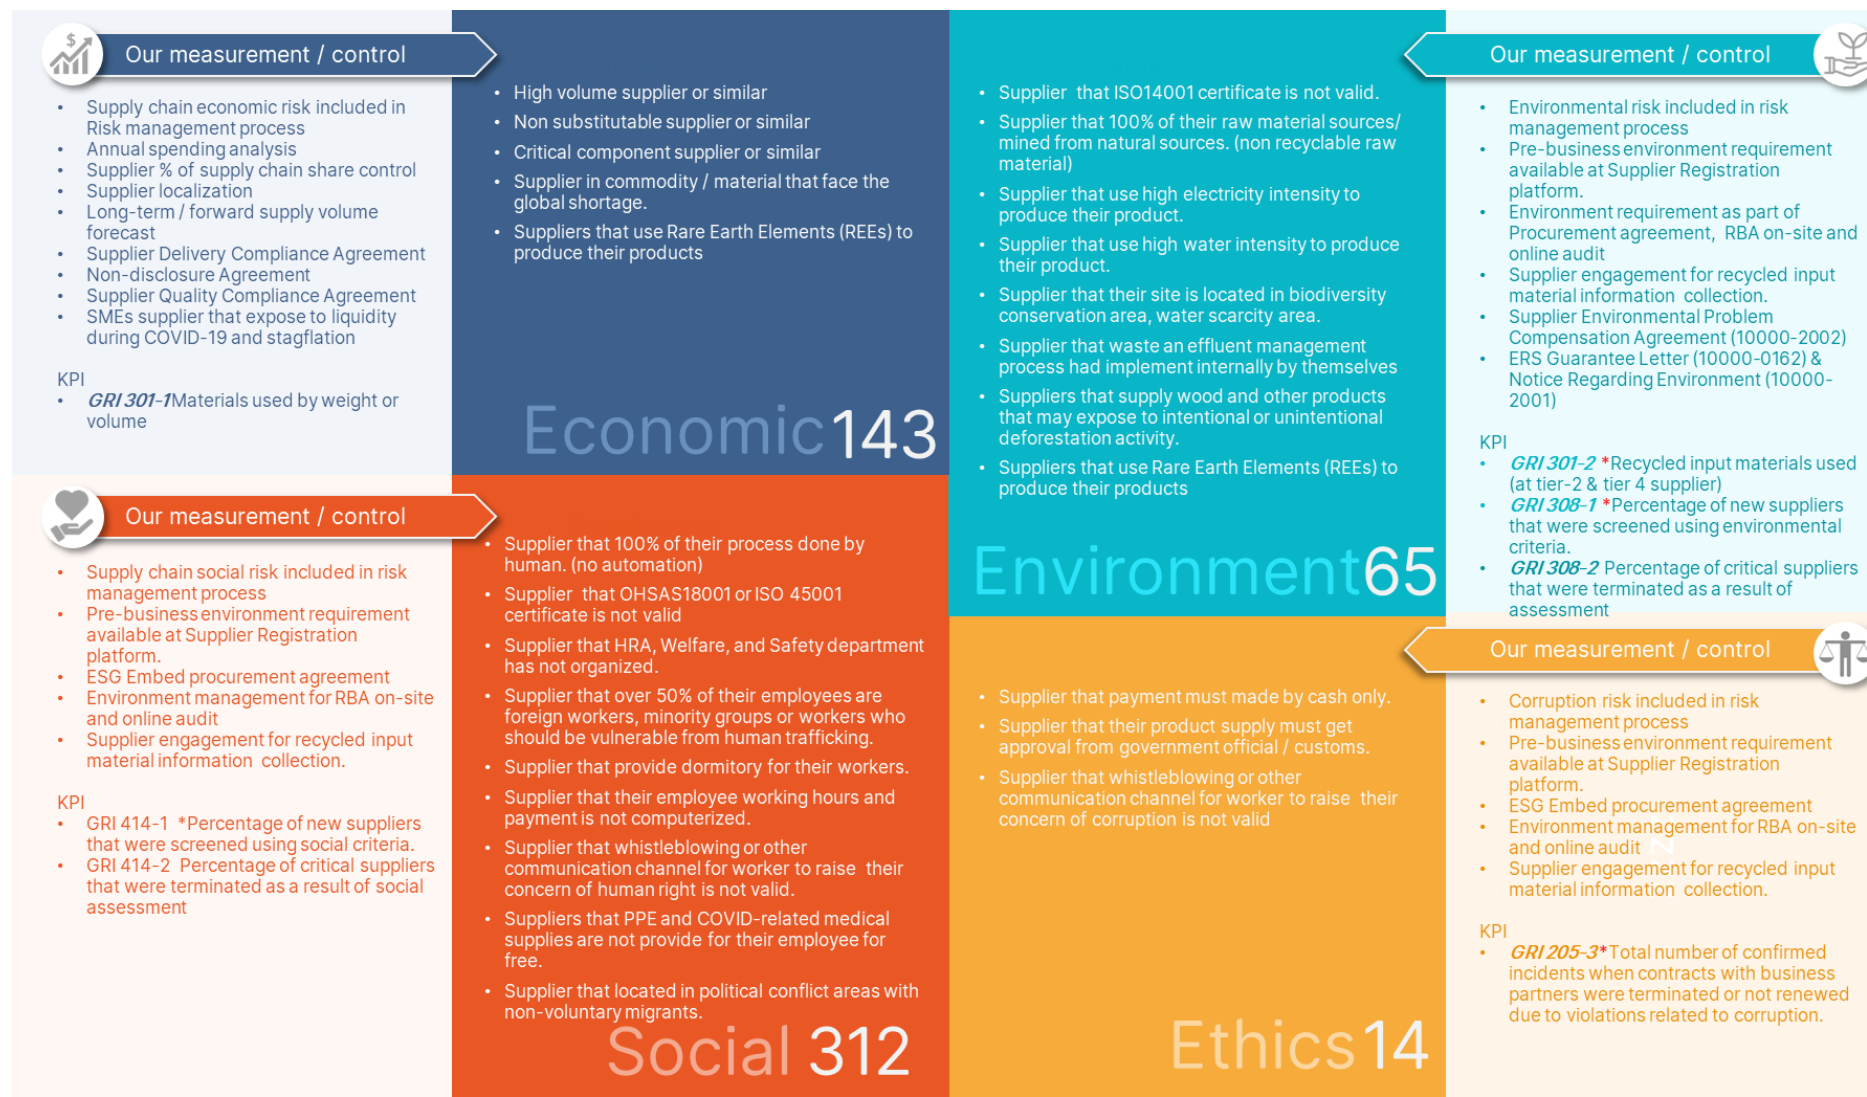 Our measurement / control
• Supply chain economic risk included in
Risk management process
• Annual spending analysis
• Supplier % of supply chain share control
• Supplier localization
• Long-term / forward supply volume
forecast
• Supplier Delivery Compliance Agreement
• Non-disclosure Agreement
• Supplier Quality Compliance Agreement
• SMEs supplier that expose to liquidity
during COVID-19 and stagflation
KPI
• GRI 301-1 Materials used by weight or
volume
• High volume supplier or similar
• Non substitutable supplier or similar
• Critical component supplier or similar
• Supplier in commodity / material that face the
global shortage.
• Suppliers that use Rare Earth Elements (REEs) to
produce their products
Economic 143
• Supplier that ISO14001 certificate is not valid.
• Supplier that 100% of their raw material sources/
mined from natural sources. (non recyclable raw
material)
• Supplier that use high electricity intensity to
produce their product.
• Supplier that use high water intensity to produce
their product.
• Supplier that their site is located in biodiversity
conservation area, water scarcity area.
• Supplier that waste an effluent management
process had implement internally by themselves
• Suppliers that supply wood and other products
that may expose to intentional or unintentional
deforestation activity.
• Suppliers that use Rare Earth Elements (REEs) to
produce their products
Environment 65
Our measurement / control
• Environmental risk included in risk
management process
• Pre-business environment requirement
available at Supplier Registration
platform.
• Environment requirement as part of
Procurement agreement, RBA on-site and
online audit
• Supplier engagement for recycled input
material information collection.
• Supplier Environmental Problem
Compensation Agreement (10000-2002)
• ERS Guarantee Letter (10000-0162) &
Notice Regarding Environment (10000-
2001)
KPI
• GRI 301-2 *Recycled input materials used
(at tier-2 & tier 4 supplier)
• GRI 308-1 *Percentage of new suppliers
that were screened using environmental
criteria.
• GRI 308-2 Percentage of critical suppliers
that were terminated as a result of
assessment
Our measurement / control
• Supply chain social risk included in risk
management process
• Pre-business environment requirement
available at Supplier Registration
platform.
• ESG Embed procurement agreement
• Environment management for RBA on-site
and online audit
• Supplier engagement for recycled input
material information collection.
KPI
• GRI 414-1 *Percentage of new suppliers
that were screened using social criteria.
• GRI 414-2 Percentage of critical suppliers
that were terminated as a result of social
assessment
• Supplier that 100% of their process done by
human. (no automation)
• Supplier that OHSAS18001 or ISO 45001
certificate is not valid
• Supplier that HRA, Welfare, and Safety department
has not organized.
• Supplier that over 50% of their employees are
foreign workers, minority groups or workers who
should be vulnerable from human trafficking.
• Supplier that provide dormitory for their workers.
• Supplier that their employee working hours and
payment is not computerized.
• Supplier that whistleblowing or other
communication channel for worker to raise their
concern of human right is not valid.
• Suppliers that PPE and COVID-related medical
supplies are not provide for their employee for
free.
• Supplier that located in political conflict areas with
non-voluntary migrants.
Social 312
• Supplier that payment must made by cash only.
• Supplier that their product supply must get
approval from government official / customs.
• Supplier that whistleblowing or other
communication channel for worker to raise their
concern of corruption is not valid
Ethics 14
Our measurement / control
• Corruption risk included in risk
management process
• Pre-business environment requirement
available at Supplier Registration
platform.
• ESG Embed procurement agreement
• Environment management for RBA on-site
and online audit
• Supplier engagement for recycled input
material information collection.
KPI
• GRI 205-3 *Total number of confirmed
incidents when contracts with business
partners were terminated or not renewed
due to violations related to corruption.